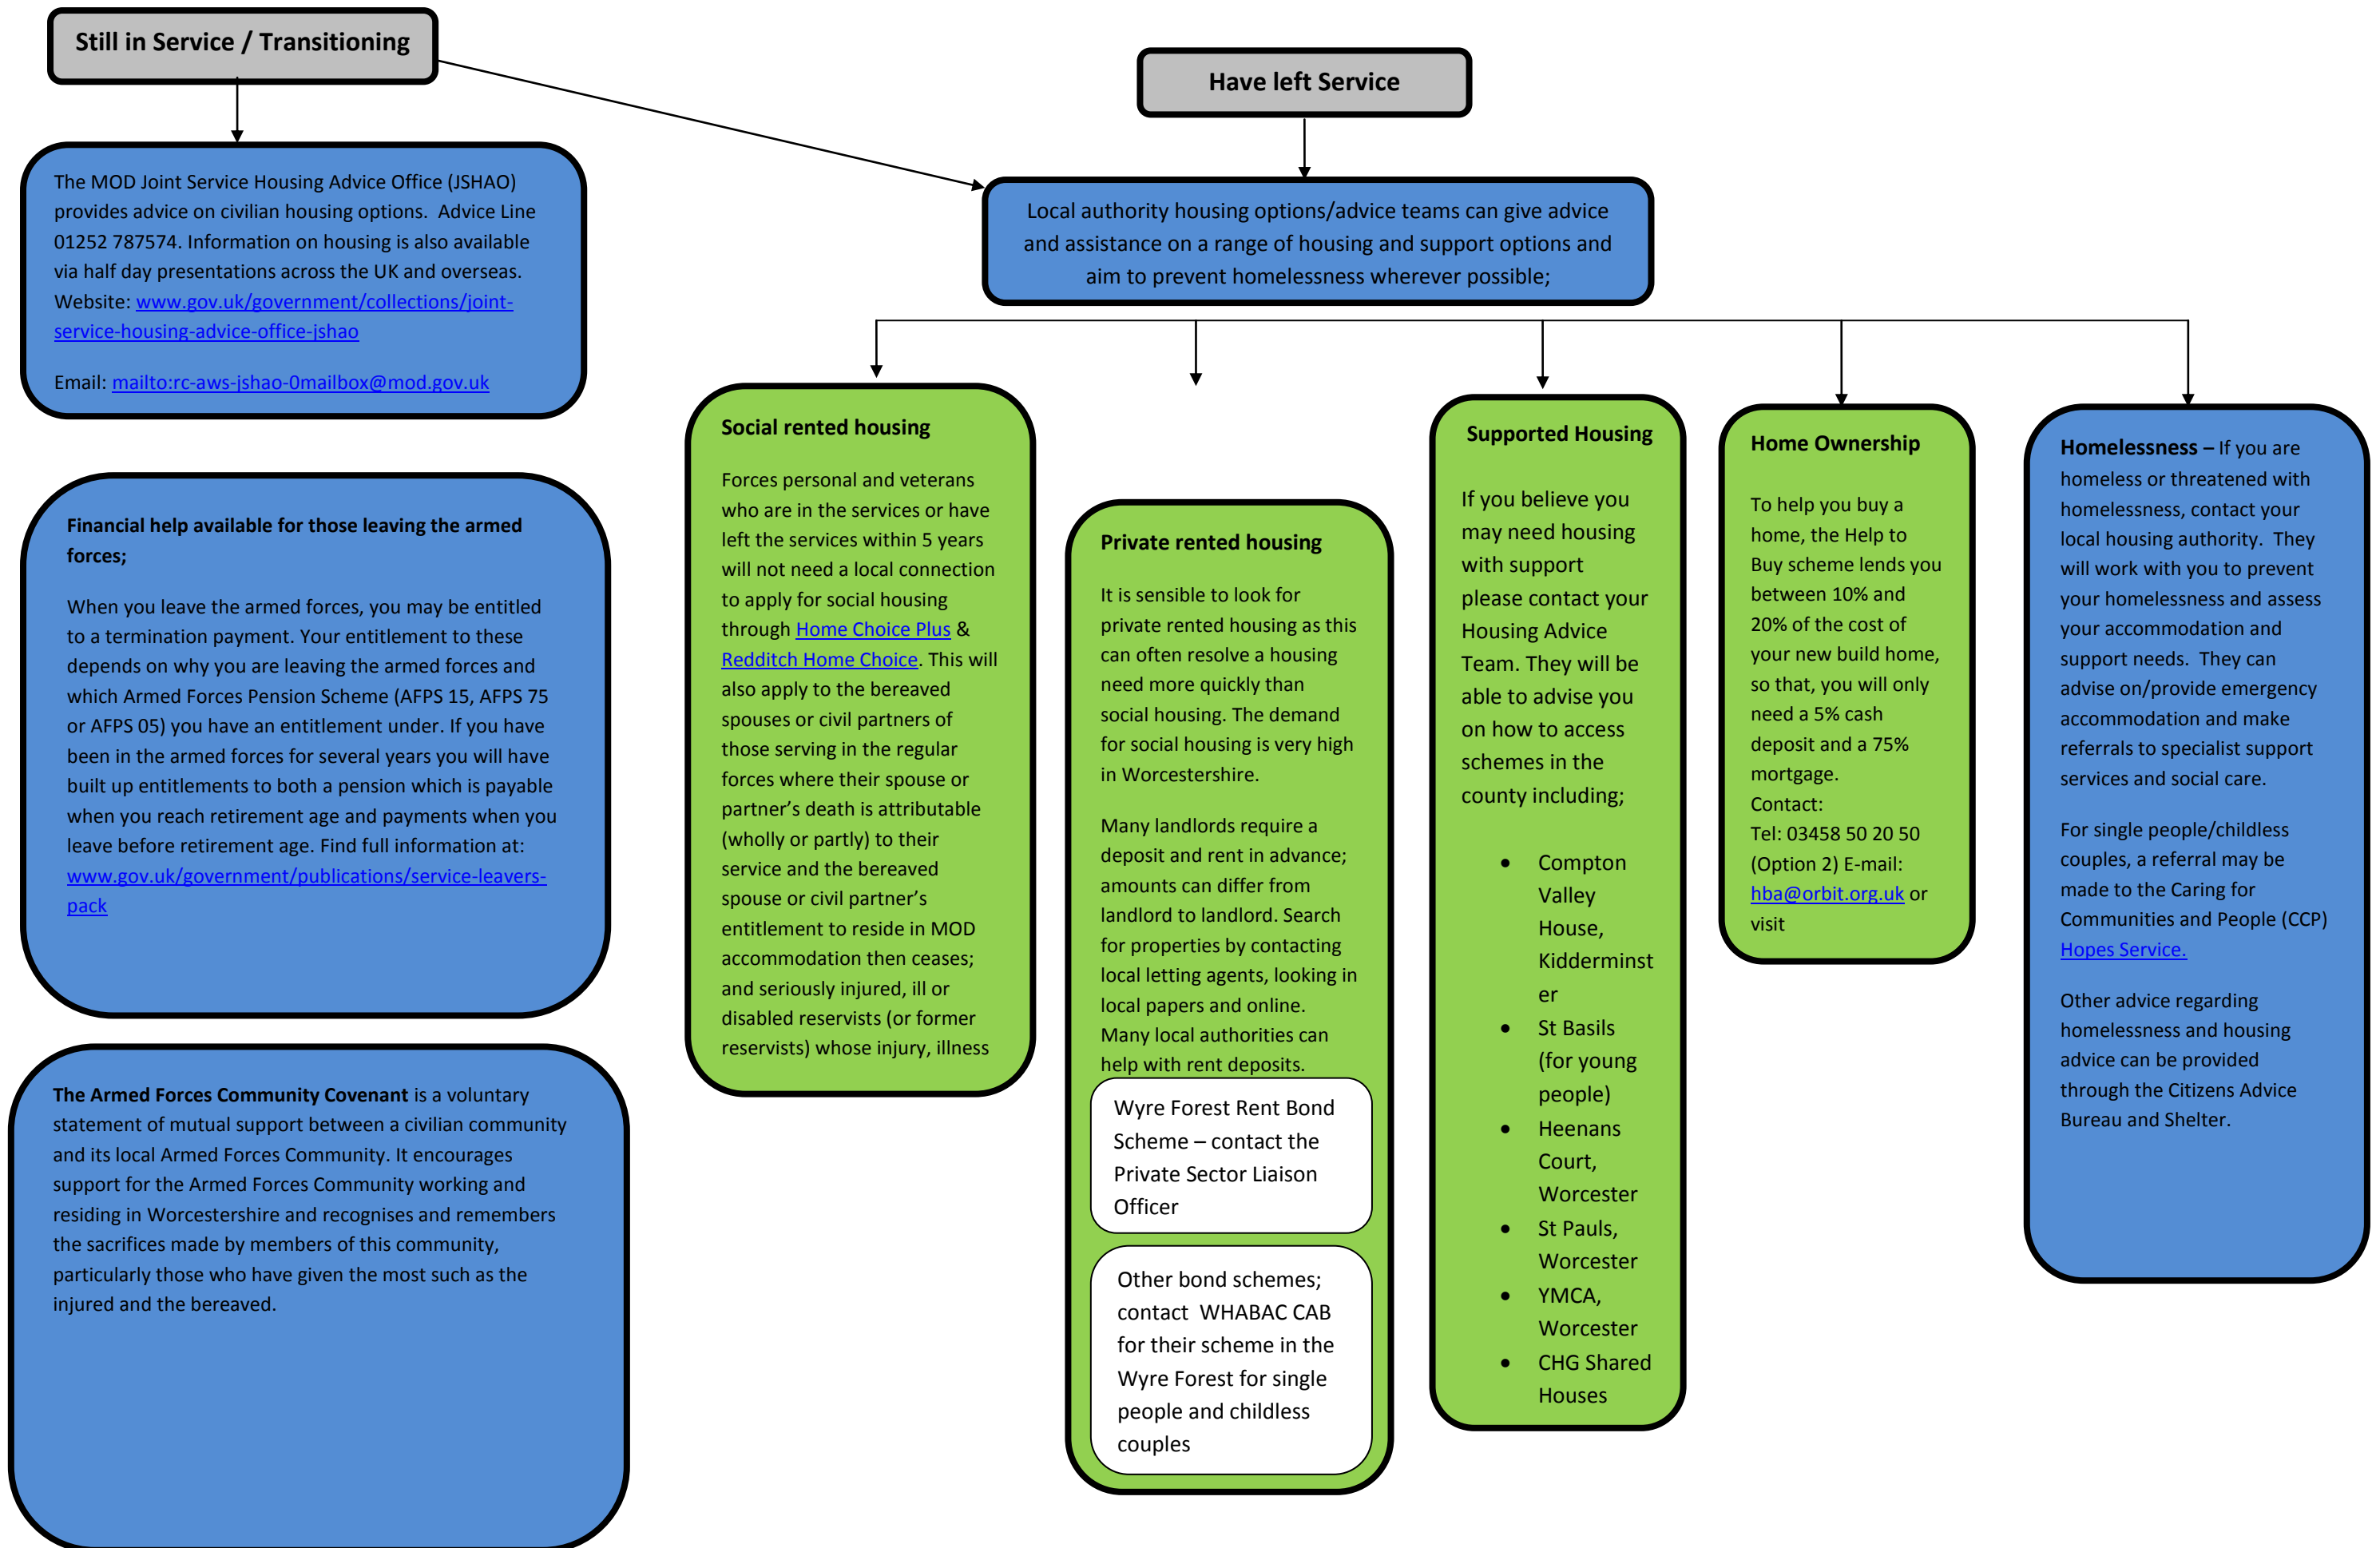 Still in Service / Transitioning
Have left Service
The MOD Joint Service Housing Advice Office (JSHAO)
provides advice on civilian housing options.  Advice Line
01252 787574. Information on housing is also available
via half day presentations across the UK and overseas.
Website: www.gov.uk/government/collections/joint-
service-housing-advice-office-jshao
Email: mailto:rc-aws-jshao-0mailbox@mod.gov.uk
Local authority housing options/advice teams can give advice
and assistance on a range of housing and support options and
aim to prevent homelessness wherever possible;
Financial help available for those leaving the armed
forces;
When you leave the armed forces, you may be entitled
to a termination payment. Your entitlement to these
depends on why you are leaving the armed forces and
which Armed Forces Pension Scheme (AFPS 15, AFPS 75
or AFPS 05) you have an entitlement under. If you have
been in the armed forces for several years you will have
built up entitlements to both a pension which is payable
when you reach retirement age and payments when you
leave before retirement age. Find full information at:
www.gov.uk/government/publications/service-leavers-
pack
The Armed Forces Community Covenant is a voluntary
statement of mutual support between a civilian community
and its local Armed Forces Community. It encourages
support for the Armed Forces Community working and
residing in Worcestershire and recognises and remembers
the sacrifices made by members of this community,
particularly those who have given the most such as the
injured and the bereaved.
Social rented housing
Forces personal and veterans
who are in the services or have
left the services within 5 years
will not need a local connection
to apply for social housing
through Home Choice Plus &
Redditch Home Choice. This will
also apply to the bereaved
spouses or civil partners of
those serving in the regular
forces where their spouse or
partner’s death is attributable
(wholly or partly) to their
service and the bereaved
spouse or civil partner’s
entitlement to reside in MOD
accommodation then ceases;
and seriously injured, ill or
disabled reservists (or former
reservists) whose injury, illness
Private rented housing
It is sensible to look for
private rented housing as this
can often resolve a housing
need more quickly than
social housing. The demand
for social housing is very high
in Worcestershire.
Many landlords require a
deposit and rent in advance;
amounts can differ from
landlord to landlord. Search
for properties by contacting
local letting agents, looking in
local papers and online.
Many local authorities can
help with rent deposits.
Wyre Forest Rent Bond
Scheme – contact the
Private Sector Liaison
Officer
Other bond schemes;
contact  WHABAC CAB
for their scheme in the
Wyre Forest for single
people and childless
couples
Supported Housing
If you believe you
may need housing
with support
please contact your
Housing Advice
Team. They will be
able to advise you
on how to access
schemes in the
county including;
• Compton
Valley
House,
Kidderminst
er
• St Basils
(for young
people)
• Heenans
Court,
Worcester
• St Pauls,
Worcester
• YMCA,
Worcester
• CHG Shared
Houses
Home Ownership
To help you buy a
home, the Help to
Buy scheme lends you
between 10% and
20% of the cost of
your new build home,
so that, you will only
need a 5% cash
deposit and a 75%
mortgage.
Contact:
Tel: 03458 50 20 50
(Option 2) E-mail:
hba@orbit.org.uk or
visit
Homelessness – If you are
homeless or threatened with
homelessness, contact your
local housing authority.  They
will work with you to prevent
your homelessness and assess
your accommodation and
support needs.  They can
advise on/provide emergency
accommodation and make
referrals to specialist support
services and social care.
For single people/childless
couples, a referral may be
made to the Caring for
Communities and People (CCP)
Hopes Service.
Other advice regarding
homelessness and housing
advice can be provided
through the Citizens Advice
Bureau and Shelter.